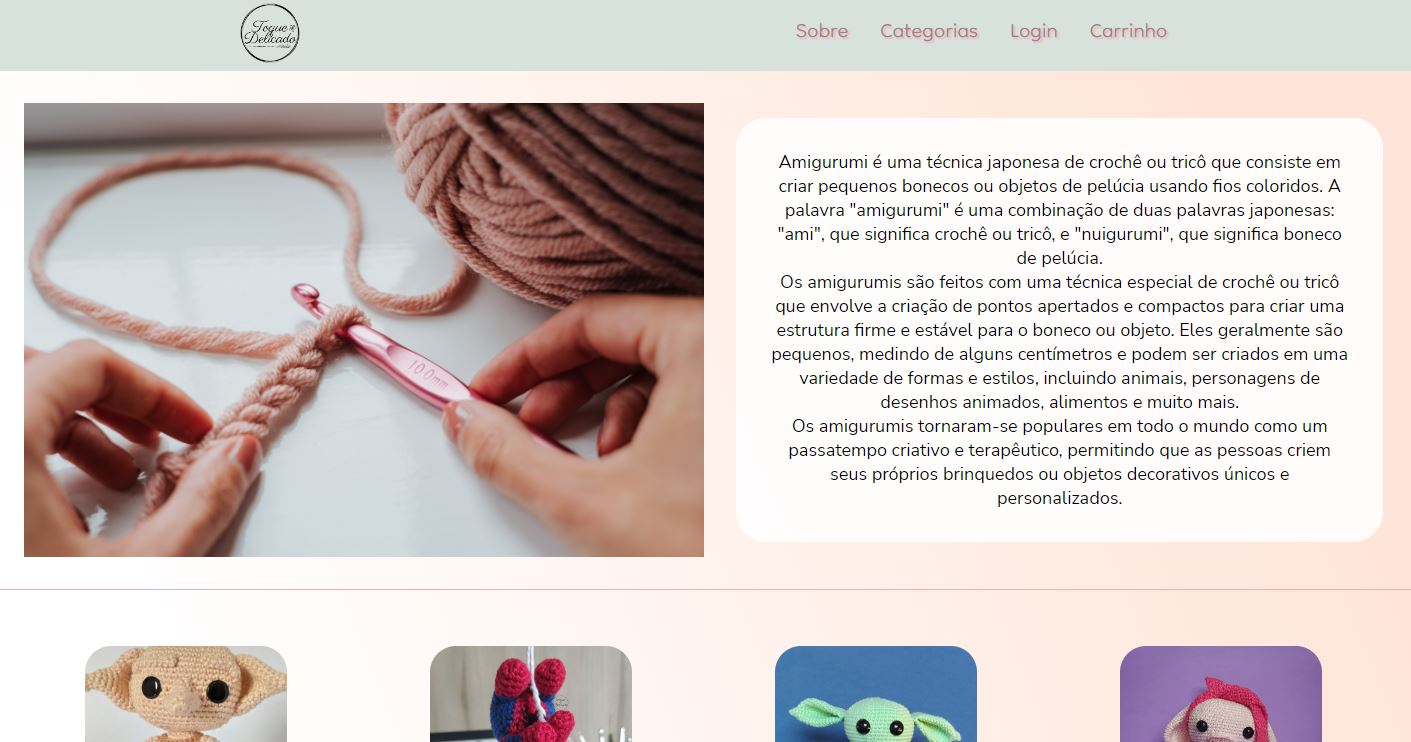 Toque
Delicado
Sobre Categorias Login Carrinho
10.0mm
Amigurumi é uma técnica japonesa de crochê ou tricô que consiste em
criar pequenos bonecos ou objetos de pelúcia usando fios coloridos. A
palavra "amigurumi" é uma combinação de duas palavras japonesas:
"ami", que significa crochê ou tricô, e "nuigurumi", que significa boneco
de pelúcia.
Os amigurumis são feitos com uma técnica especial de crochê ou tricô
que envolve a criação de pontos apertados e compactos para criar uma
estrutura firme e estável para o boneco ou objeto. Eles geralmente são
pequenos, medindo de alguns centímetros e podem ser criados em uma
variedade de formas e estilos, incluindo animais, personagens de
desenhos animados, alimentos e muito mais.
Os amigurumis tornaram-se populares em todo o mundo como um
passatempo criativo e terapêutico, permitindo que as pessoas criem
seus próprios brinquedos ou objetos decorativos únicos e
personalizados.